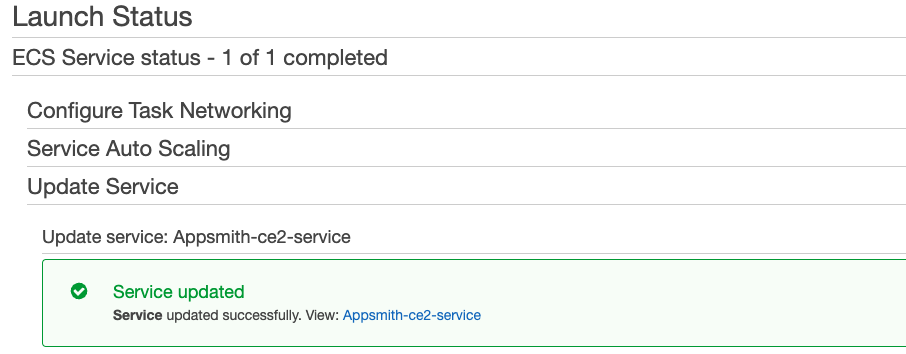 Launch Status
ECS Service status - 1 of 1 completed
Configure Task Networking
Service Auto Scaling
Update Service
Update service: Appsmith-ce2-service
Service updated
Service updated successfully. View: Appsmith-ce2-service